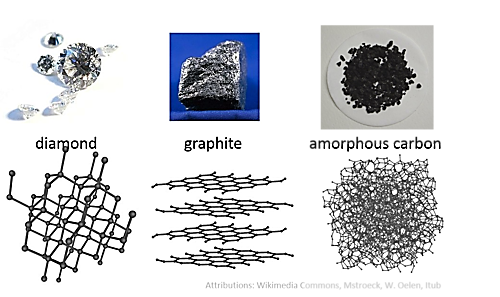 diamond
graphite
amorphous carbon
Attributions: Wikimedia Commons, Mstroeck, W. Oelen, Itub